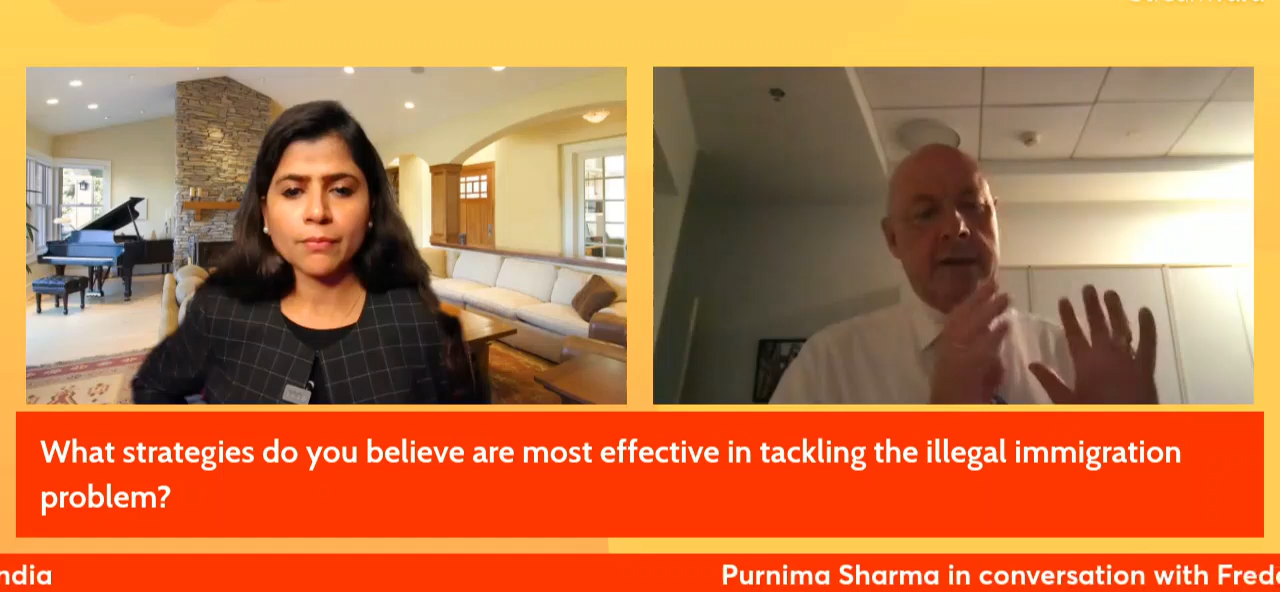 What strategies do you believe are most effective in tackling the illegal immigration
problem?
ndia
Purnima Sharma in conversation with Fred